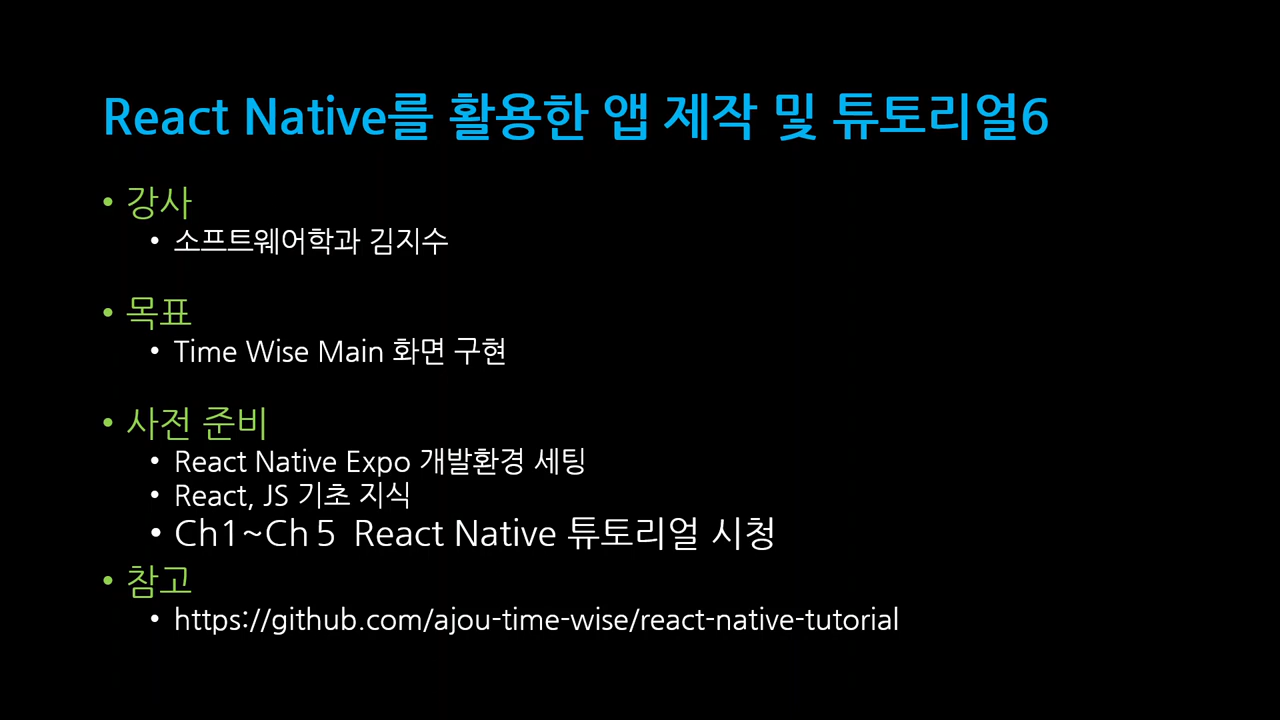 React Native를 활용한 앱 제작 및 튜토리얼6
• 강사
• 소프트웨어학과 김지수
• 목표
• Time Wise Main 화면 구현
• 사전 준비
• React Native Expo 개발환경 세팅
• React, JS 기초 지식
• Ch1~Ch 5 React Native 튜토리얼 시청
• 참고
• https://github.com/ajou-time-wise/react-native-tutorial